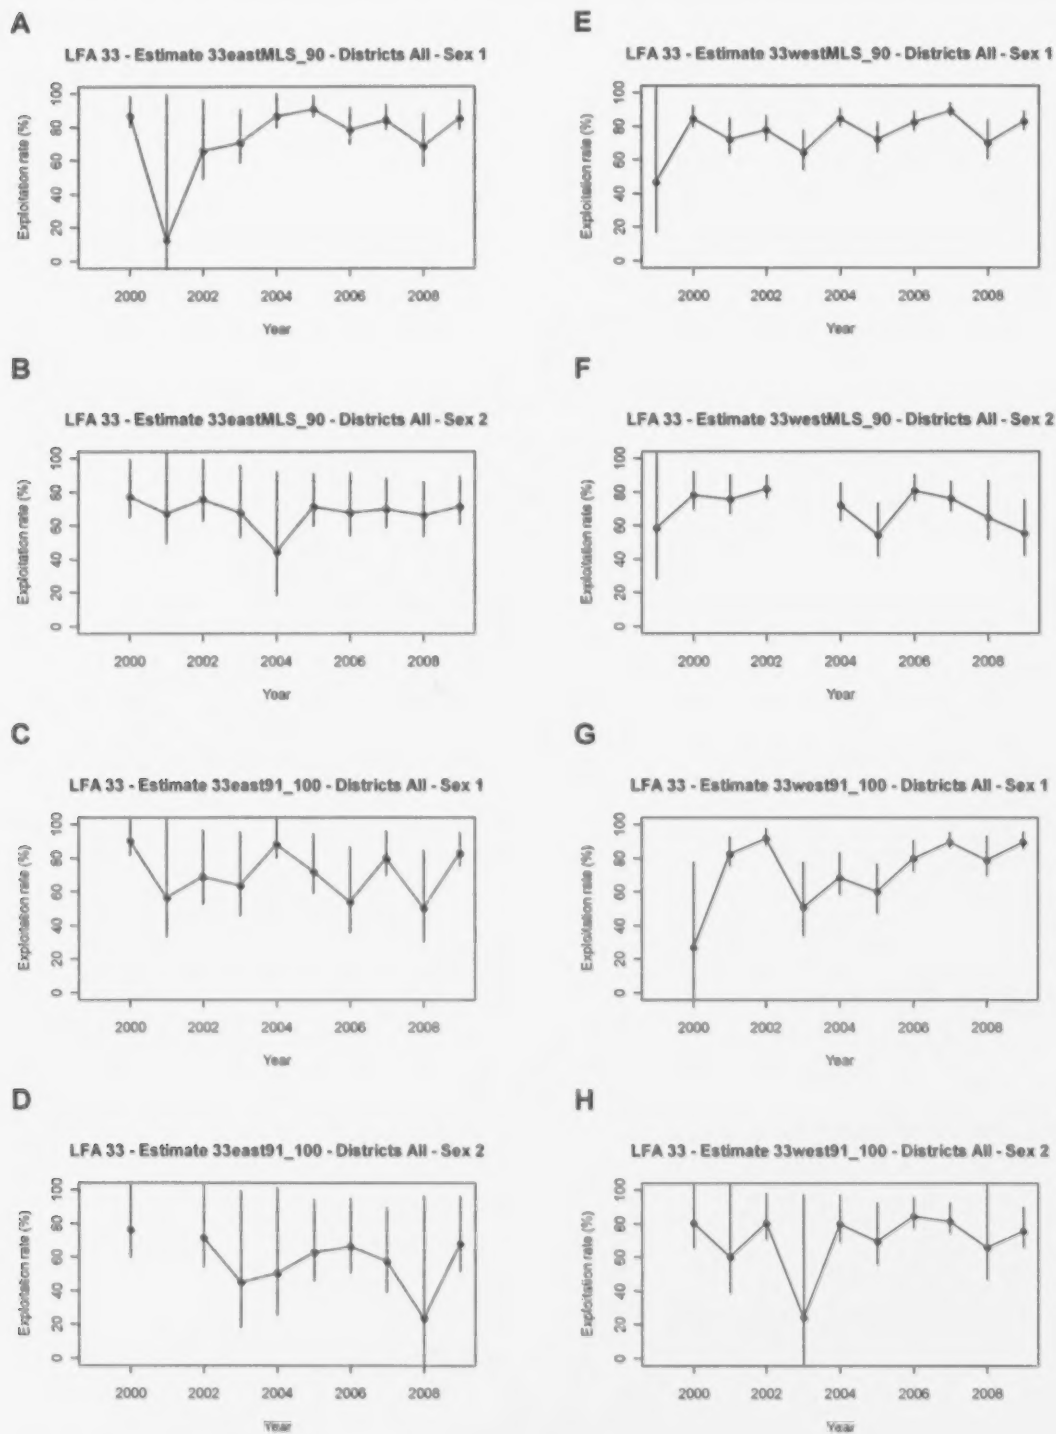 A
LFA 33 - Estimate 33eastMLS_90 - Districts All - Sex 1
Exploitation rate (%)
100
80
60
40
20
0
2000 2002 2004 2006 2008
Year
B
LFA 33 - Estimate 33eastMLS_90 - Districts All - Sex 2
Exploitation rate (%)
100
80
60
40
20
0
2000 2002 2004 2006 2008
Year
C
LFA 33 - Estimate 33east91_100 - Districts All - Sex 1
Exploitation rate (%)
100
80
60
40
20
0
2000 2002 2004 2006 2008
Year
D
LFA 33 - Estimate 33east91_100 - Districts All - Sex 2
Exploitation rate (%)
100
80
60
40
20
0
2000 2002 2004 2006 2008
Year
E
LFA 33 - Estimate 33westMLS_90 - Districts All - Sex 1
Exploitation rate (%)
100
80
60
40
20
0
2000 2002 2004 2006 2008
Year
F
LFA 33 - Estimate 33westMLS_90 - Districts All - Sex 2
Exploitation rate (%)
100
80
60
40
20
0
2000 2002 2004 2006 2008
Year
G
LFA 33 - Estimate 33west91_100 - Districts All - Sex 1
Exploitation rate (%)
100
80
60
40
20
0
2000 2002 2004 2006 2008
Year
H
LFA 33 - Estimate 33west91_100 - Districts All - Sex 2
Exploitation rate (%)
100
80
60
40
20
0
2000 2002 2004 2006 2008
Year